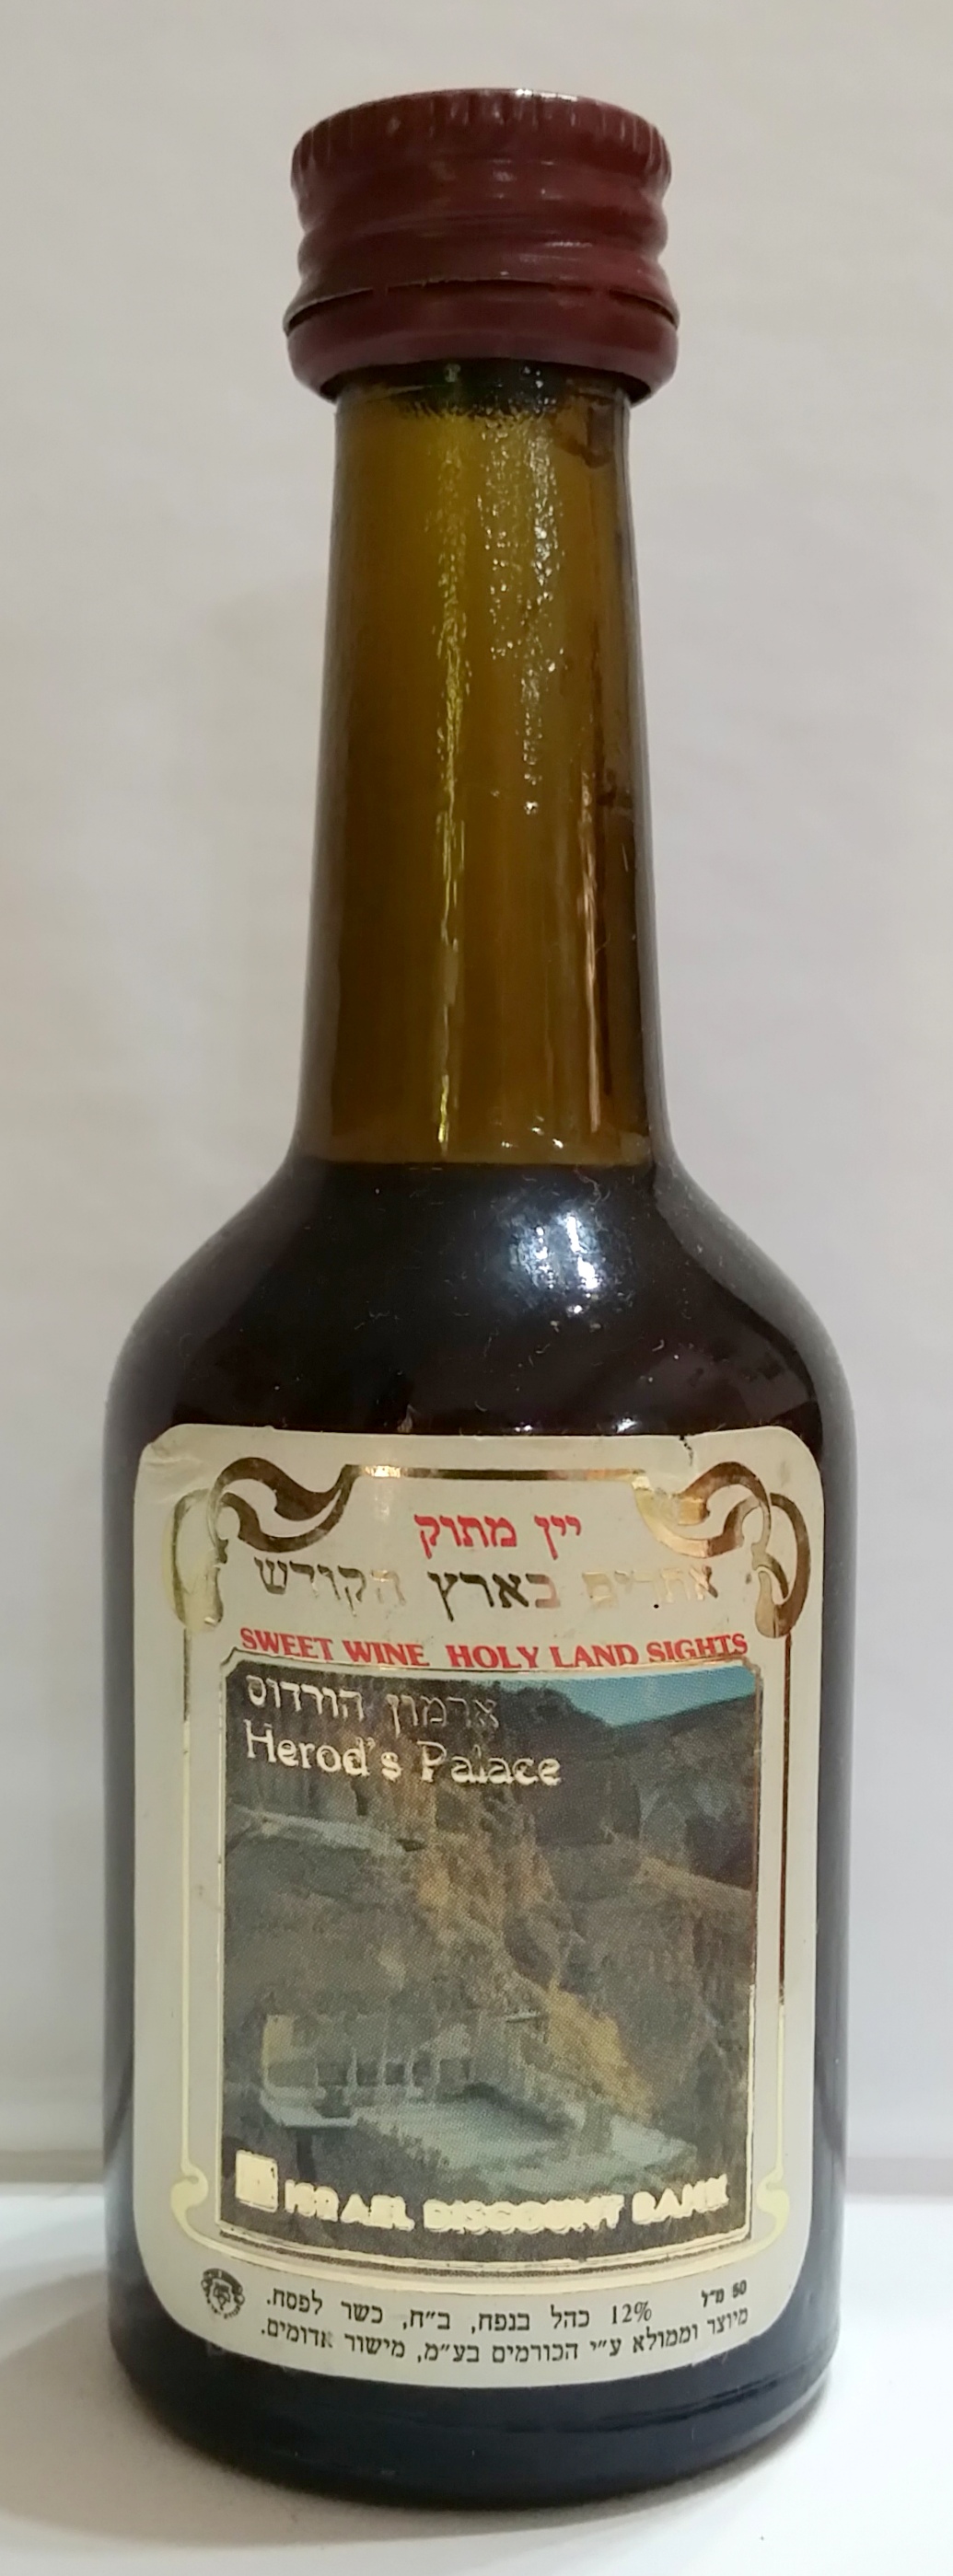 יין מתוק
אתרים בארץ הקודש
SWEET WINE HOLY LAND SIGHTS
ארמון הורדוס
Herod's Palace
ISRAEL DISCOUNT BANK
50 מ"ל 12% כהל בנפח, ב"ח, כשר לפסח.
מיוצר וממולא ע"י הכורמים בע"מ, מישור אדומים.